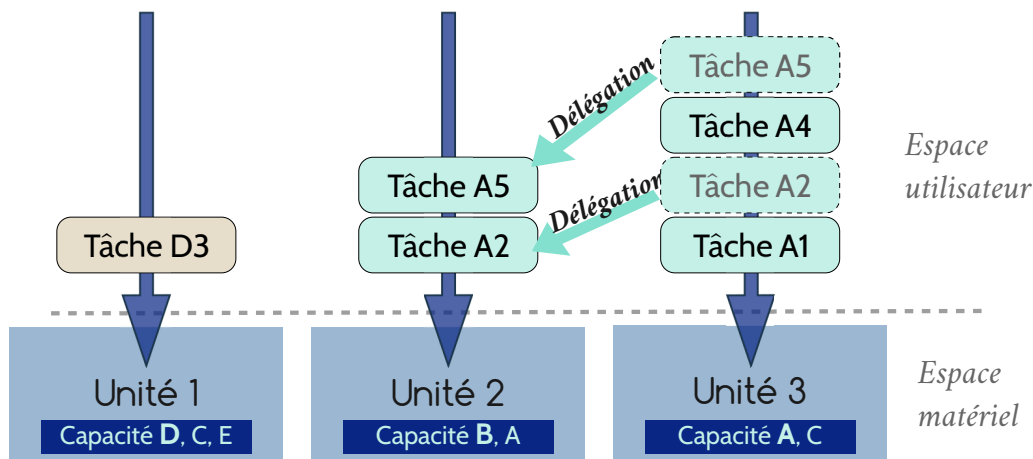 Tâche A5
Délégation
Tâche A4
Espace
utilisateur
Tâche A5
Tâche A2
Délégation
Tâche D3
Tâche A2
Tâche A1
Unité 1
Unité 2
Unité 3
Espace
matériel
Capacité D, C, E
Capacité B, A
Capacité A, C